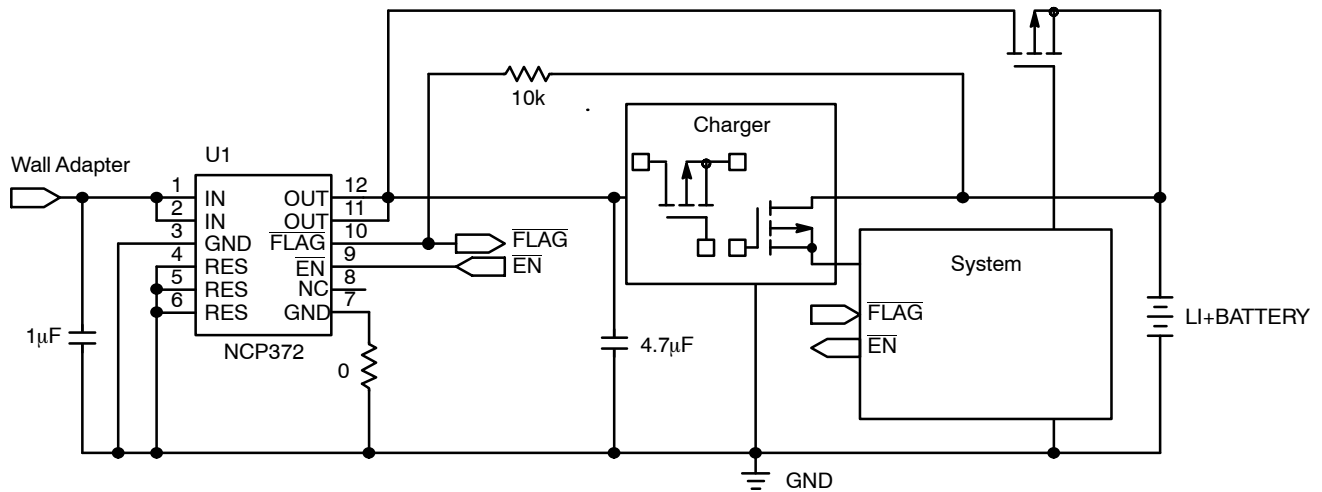 10k
Charger
Wall Adapter
U1
1
2
3
4
5
6
IN
IN
GND
RES
RES
RES
OUT
OUT
FLAG
EN
NC
GND
12
11
10
9
8
7
NCP372
FLAG
EN
System
FLAG
EN
1μF
0
4.7μF
LI+BATTERY
GND